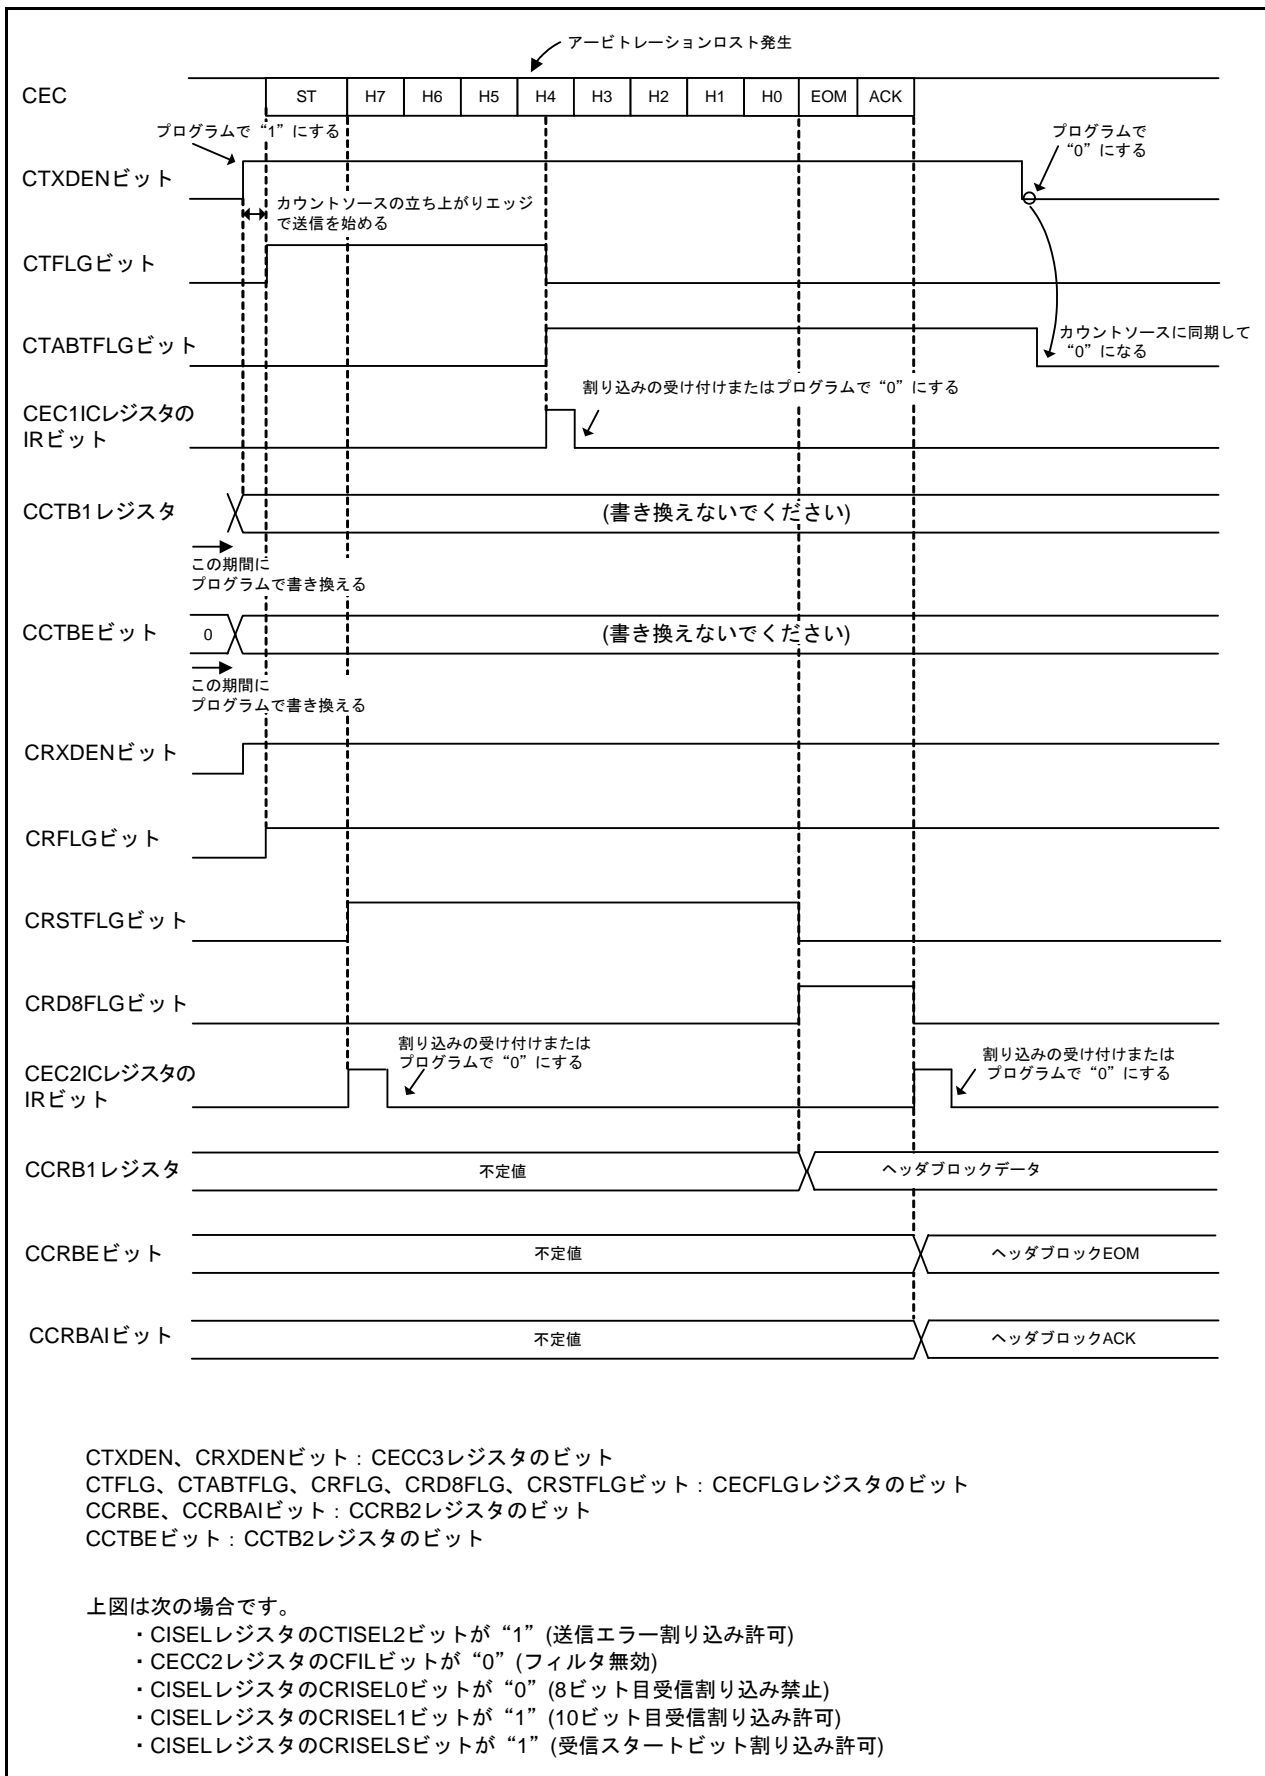 アービトレーションロスト発生
CEC
ST H7 H6 H5 H4 H3 H2 H1 H0 EOM ACK
プログラムで“1”にする
プログラムで
“0”にする
CTXDENビット
カウントソースの立ち上がりエッジ
で送信を始める
CTFLGビット
CTABTFLGビット
カウントソースに同期して
“0”になる
割り込みの受け付けまたはプログラムで“0”にする
CEC1ICレジスタの
IRビット
CCTB1レジスタ
(書き換えないでください)
この期間に
プログラムで書き換える
CCTBEビット
0
(書き換えないでください)
この期間に
プログラムで書き換える
CRXDENビット
CRFLGビット
CRSTFLGビット
CRD8FLGビット
割り込みの受け付けまたは
プログラムで“0”にする
割り込みの受け付けまたは
プログラムで“0”にする
CEC2ICレジスタの
IRビット
CCRB1レジスタ
不定値
ヘッダブロックデータ
CCRBEビット
不定値
ヘッダブロックEOM
CCRBAIビット
不定値
ヘッダブロックACK
CTXDEN、CRXDENビット：CECC3レジスタのビット
CTFLG、CTABTFLG、CRFLG、CRD8FLG、CRSTFLGビット：CECFLGレジスタのビット
CCRBE、CCRBAIビット：CCRB2レジスタのビット
CCTBEビット：CCTB2レジスタのビット
上図は次の場合です。
・CISELレジスタのCTISEL2ビットが“1”(送信エラー割り込み許可)
・CECC2レジスタのCFILビットが“0”(フィルタ無効)
・CISELレジスタのCRISEL0ビットが“0”(8ビット目受信割り込み禁止)
・CISELレジスタのCRISEL1ビットが“1”(10ビット目受信割り込み許可)
・CISELレジスタのCRISELSビットが“1”(受信スタートビット割り込み許可)